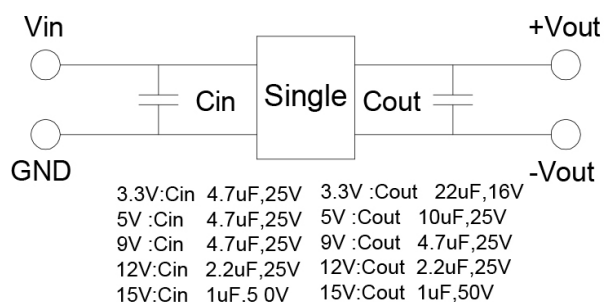 Vin +Vout
Cin Single Cout
GND -Vout
3.3V:Cin 4.7uF,25V 3.3V :Cout 22uF,16V
5V :Cin 4.7uF,25V 5V :Cout 10uF,25V
9V :Cin 4.7uF,25V 9V :Cout 4.7uF,25V
12V:Cin 2.2uF,25V 12V:Cout 2.2uF,25V
15V:Cin 1uF,5 0V 15V:Cout 1uF,50V